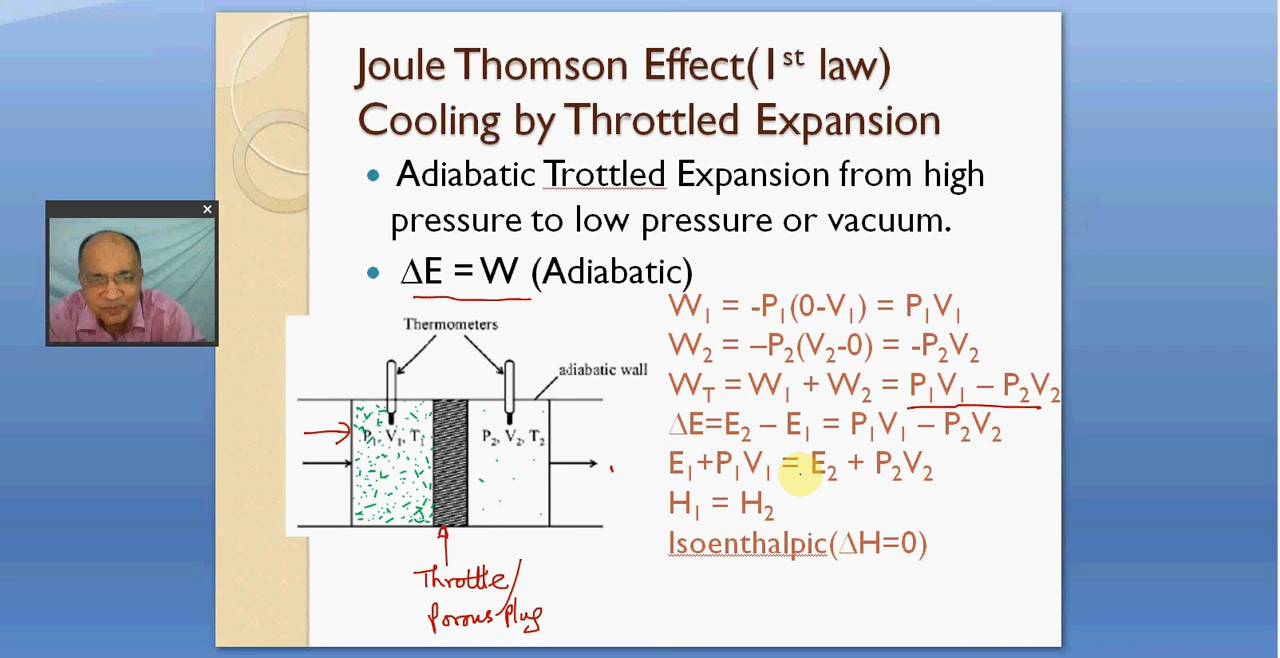 Joule Thomson Effect(1st law)
Cooling by Throttled Expansion
• Adiabatic Trottled Expansion from high
pressure to low pressure or vacuum.
• ΔE = W (Adiabatic)
W₁ = -P₁(0-V₁) = P₁V₁
W₂ = –P₂(V₂-0) = -P₂V₂
W_T = W₁ + W₂ = P₁V₁ – P₂V₂
ΔE=E₂ – E₁ = P₁V₁ – P₂V₂
E₁+P₁V₁ = E₂ + P₂V₂
H₁ = H₂
Isoenthalpic(ΔH=0)
Thermometers
adiabatic wall
P₁, V₁, T₁
P₂, V₂, T₂
Throttle/
Porous plug